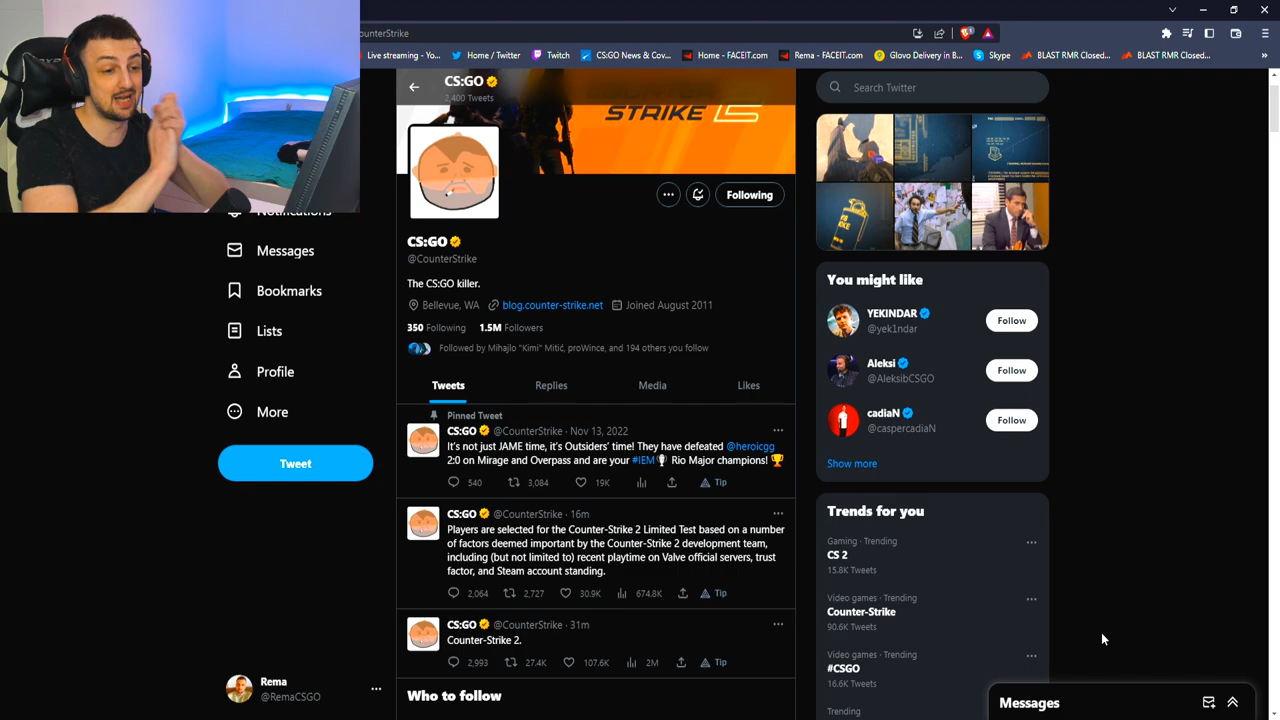 ounterStrike
Live streaming - Yo...
Home / Twitter
Twitch
CS:GO News & Cov...
Home - FACEIT.com
Rema - FACEIT.com
Glovo Delivery in B...
Skype
BLAST RMR Closed...
BLAST RMR Closed...
CS:GO
2,400 Tweets
STRIKE
Search Twitter
Following
Notifications
Messages
Bookmarks
Lists
Profile
More
Tweet
CS:GO
@CounterStrike
The CS:GO killer.
Bellevue, WA blog.counter-strike.net Joined August 2011
350 Following 1.5M Followers
Followed by Mihajlo "Kimi" Mitić, proWince, and 194 others you follow
Tweets Replies Media Likes
Pinned Tweet
CS:GO @CounterStrike · Nov 13, 2022
It's not just JAME time, it's Outsiders' time! They have defeated @heroicgg
2:0 on Mirage and Overpass and are your #IEM Rio Major champions!
540 3,084 19K Tip
CS:GO @CounterStrike · 16m
Players are selected for the Counter-Strike 2 Limited Test based on a number
of factors deemed important by the Counter-Strike 2 development team,
including (but not limited to) recent playtime on Valve official servers, trust
factor, and Steam account standing.
2,064 2,727 30.9K 674.8K Tip
CS:GO @CounterStrike · 31m
Counter-Strike 2.
2,993 27.4K 107.6K 2M Tip
Who to follow
You might like
YEKINDAR
@yek1ndar
Follow
Aleksi
@AleksibCSGO
Follow
cadiaN
@caspercadiaN
Follow
Show more
Trends for you
Gaming · Trending
CS 2
15.8K Tweets
Video games · Trending
Counter-Strike
90.6K Tweets
Video games · Trending
#CSGO
16.6K Tweets
Trending
Rema
@RemaCSGO
Messages